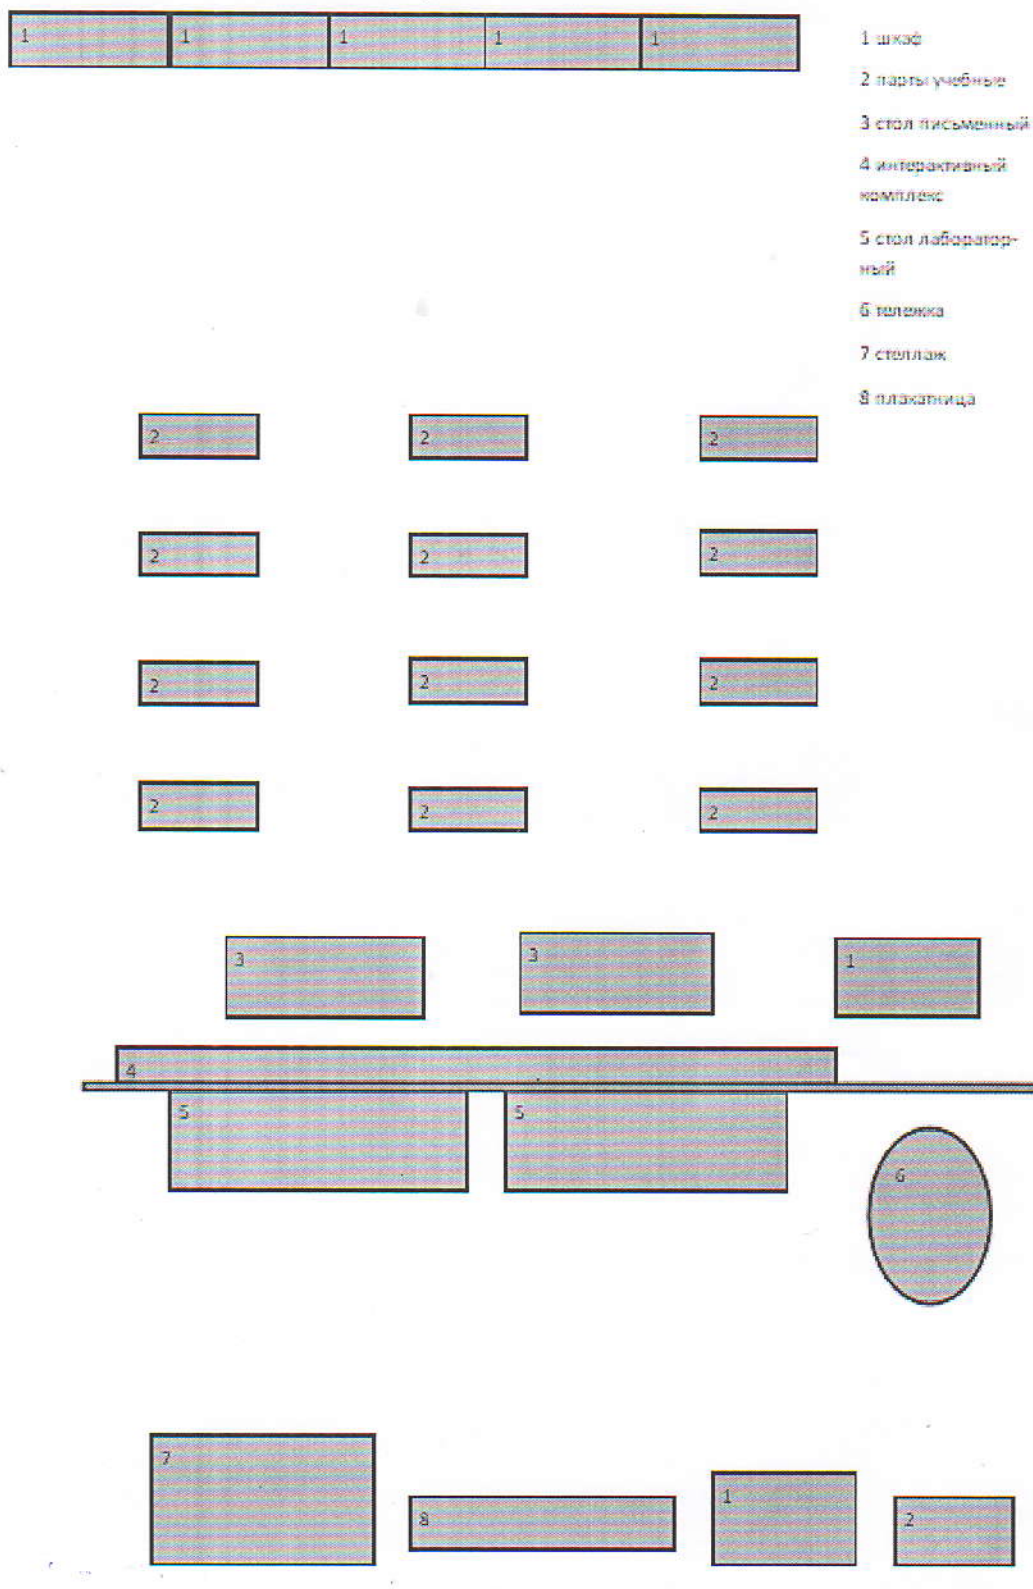 1 1 1 1 1
1 шкаф
2 парты учебные
3 стол письменный
4 интерактивный
комплекс
5 стол лаборатор-
ный
6 тележка
7 стеллаж
8 плакатница
2 2 2
2 2 2
2 2 2
2 2 2
3 3 1
4
5 5
6
7
8 1 2